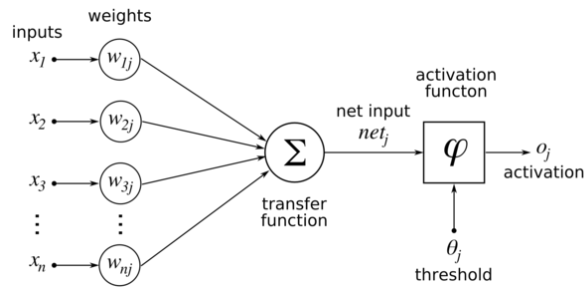 inputs
weights
x1
w1j
x2
w2j
x3
w3j
⋮
⋮
xn
wnj
Σ
transfer
function
net input
netj
activation
functon
φ
oj
activation
θj
threshold